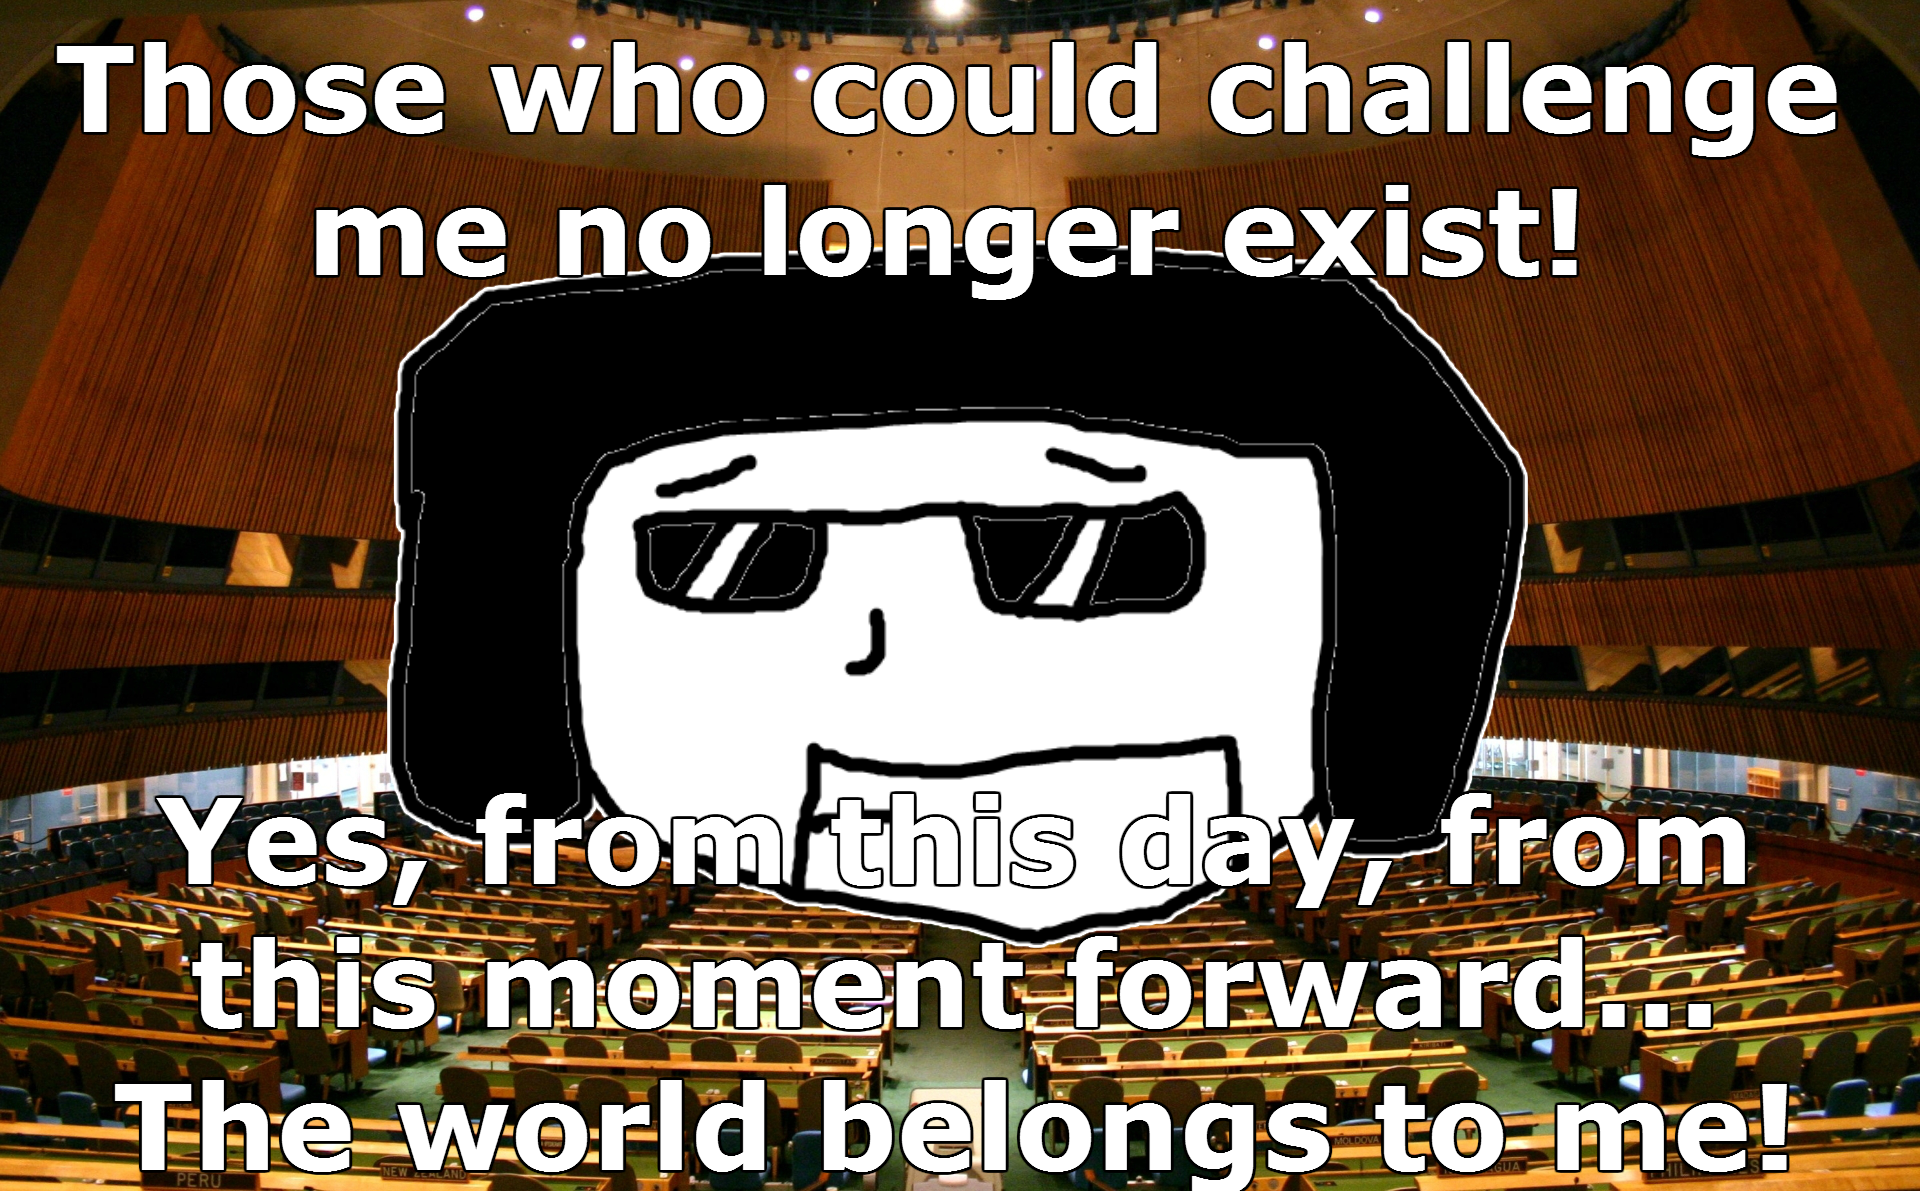 Those who could challenge
me no longer exist!
Yes, from this day, from
this moment forward...
The world belongs to me!
KENYA
MOLDOVA
NEW ZEALAND
PERU